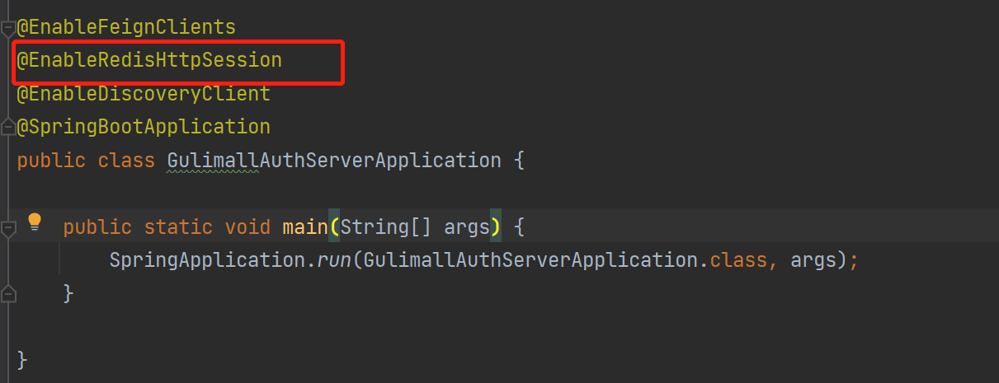 @EnableFeignClients
@EnableRedisHttpSession
@EnableDiscoveryClient
@SpringBootApplication
public class GulimallAuthServerApplication {
public static void main(String[] args) {
SpringApplication.run(GulimallAuthServerApplication.class, args);
}
}